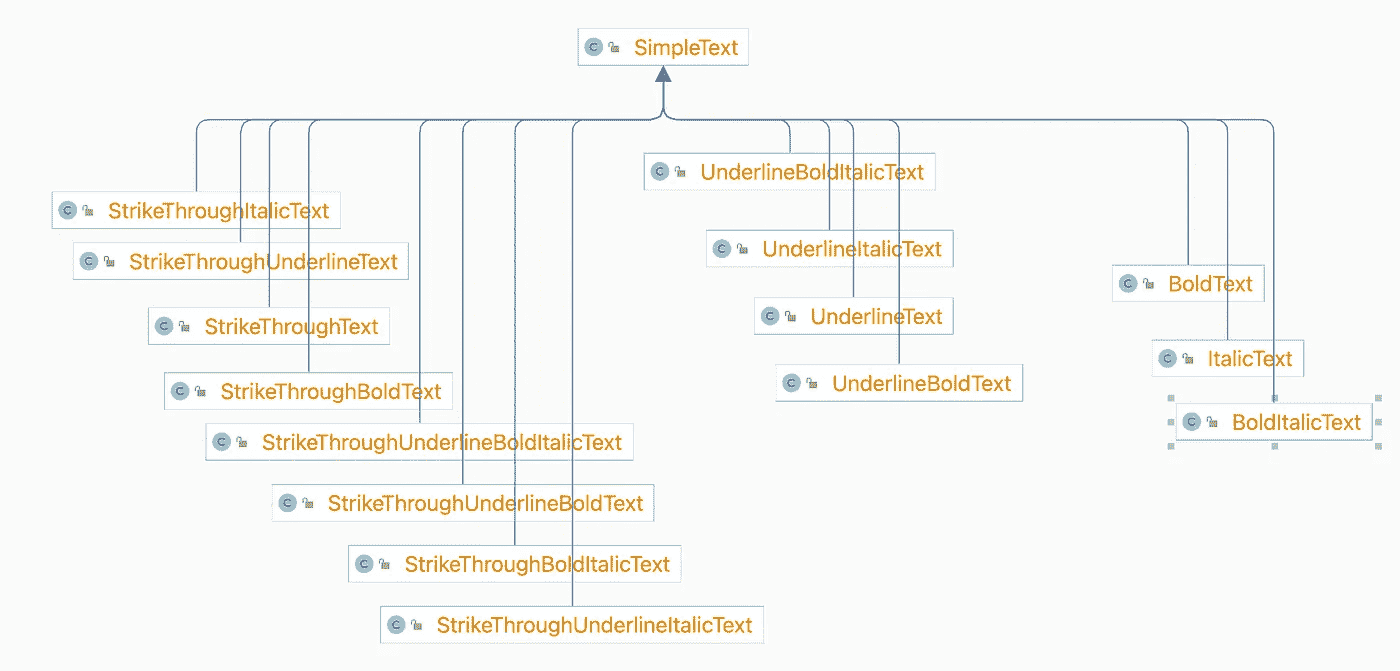 SimpleText
UnderlineBoldItalicText
StrikeThroughItalicText
UnderlineItalicText
StrikeThroughUnderlineText
BoldText
UnderlineText
StrikeThroughText
ItalicText
UnderlineBoldText
StrikeThroughBoldText
BoldItalicText
StrikeThroughUnderlineBoldItalicText
StrikeThroughUnderlineBoldText
StrikeThroughBoldItalicText
StrikeThroughUnderlineItalicText